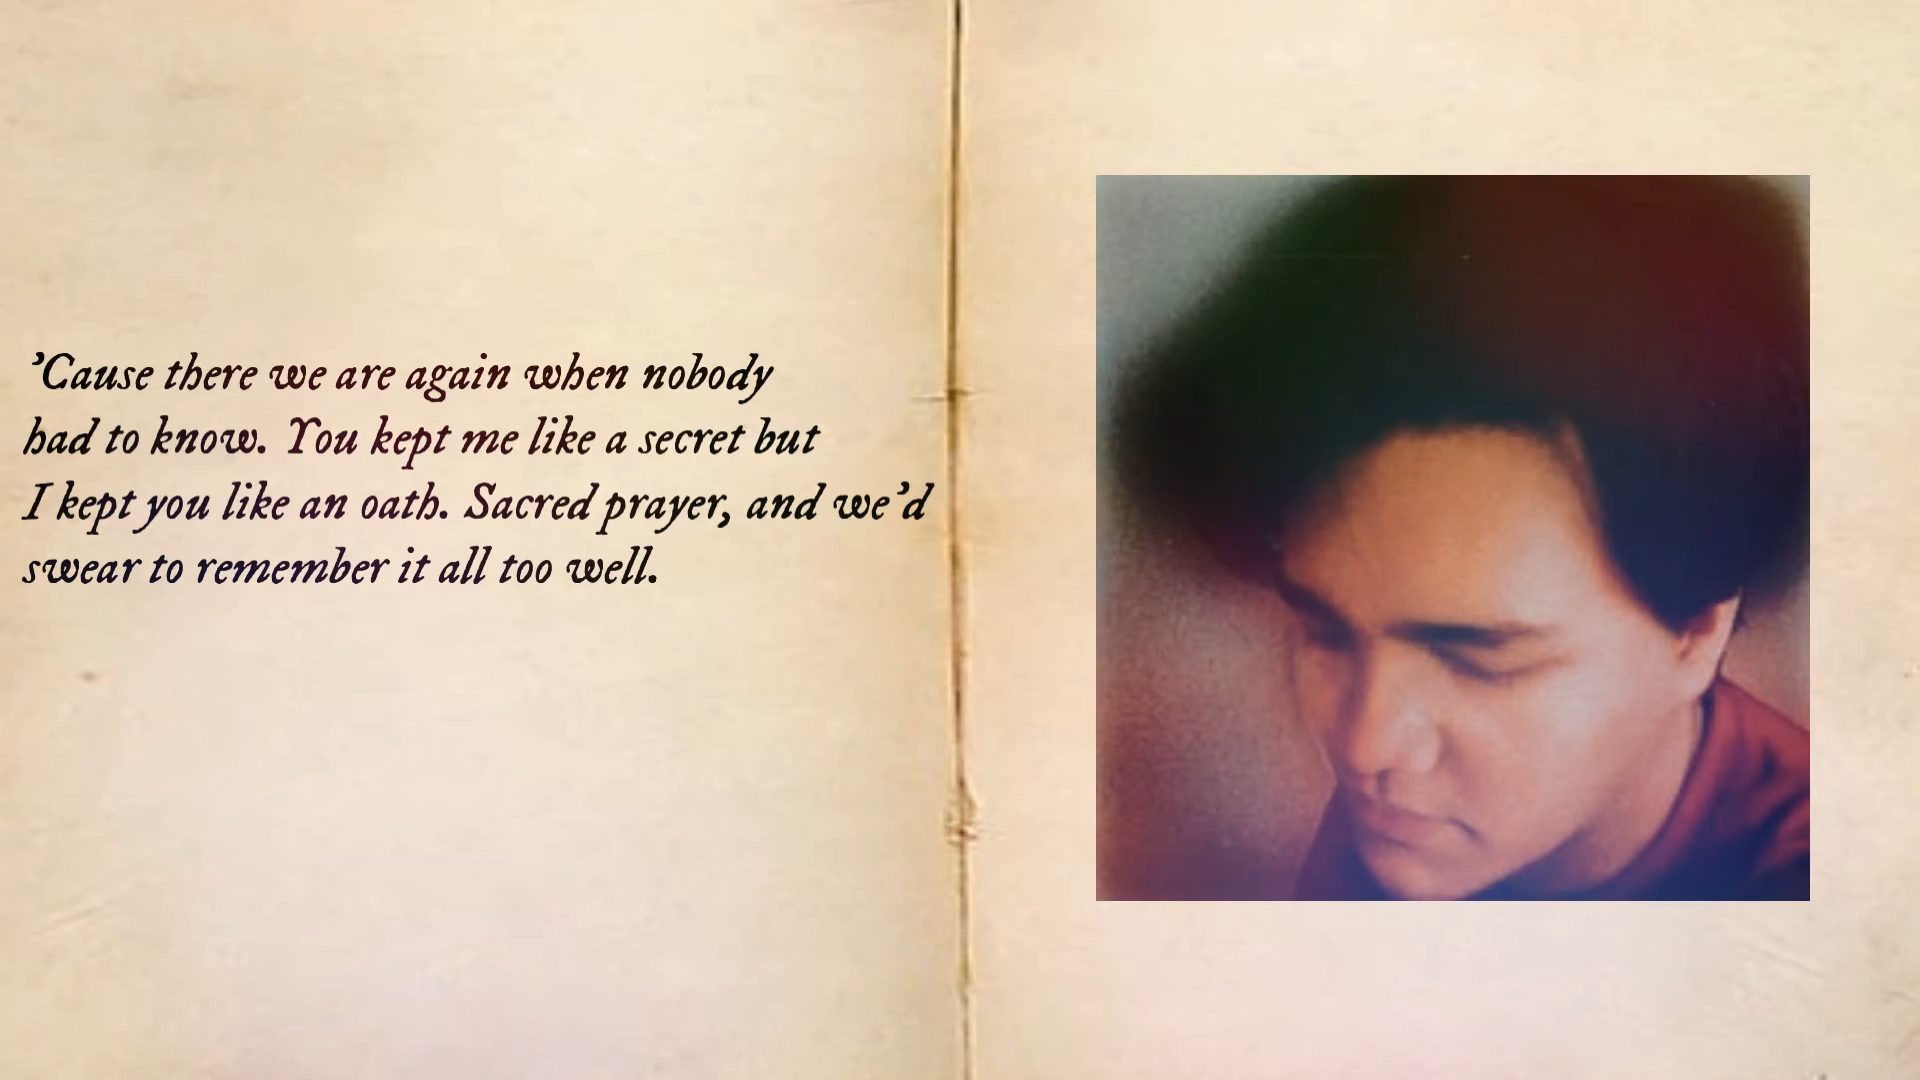 ’Cause there we are again when nobody
had to know. You kept me like a secret but
I kept you like an oath. Sacred prayer, and we’d
swear to remember it all too well.